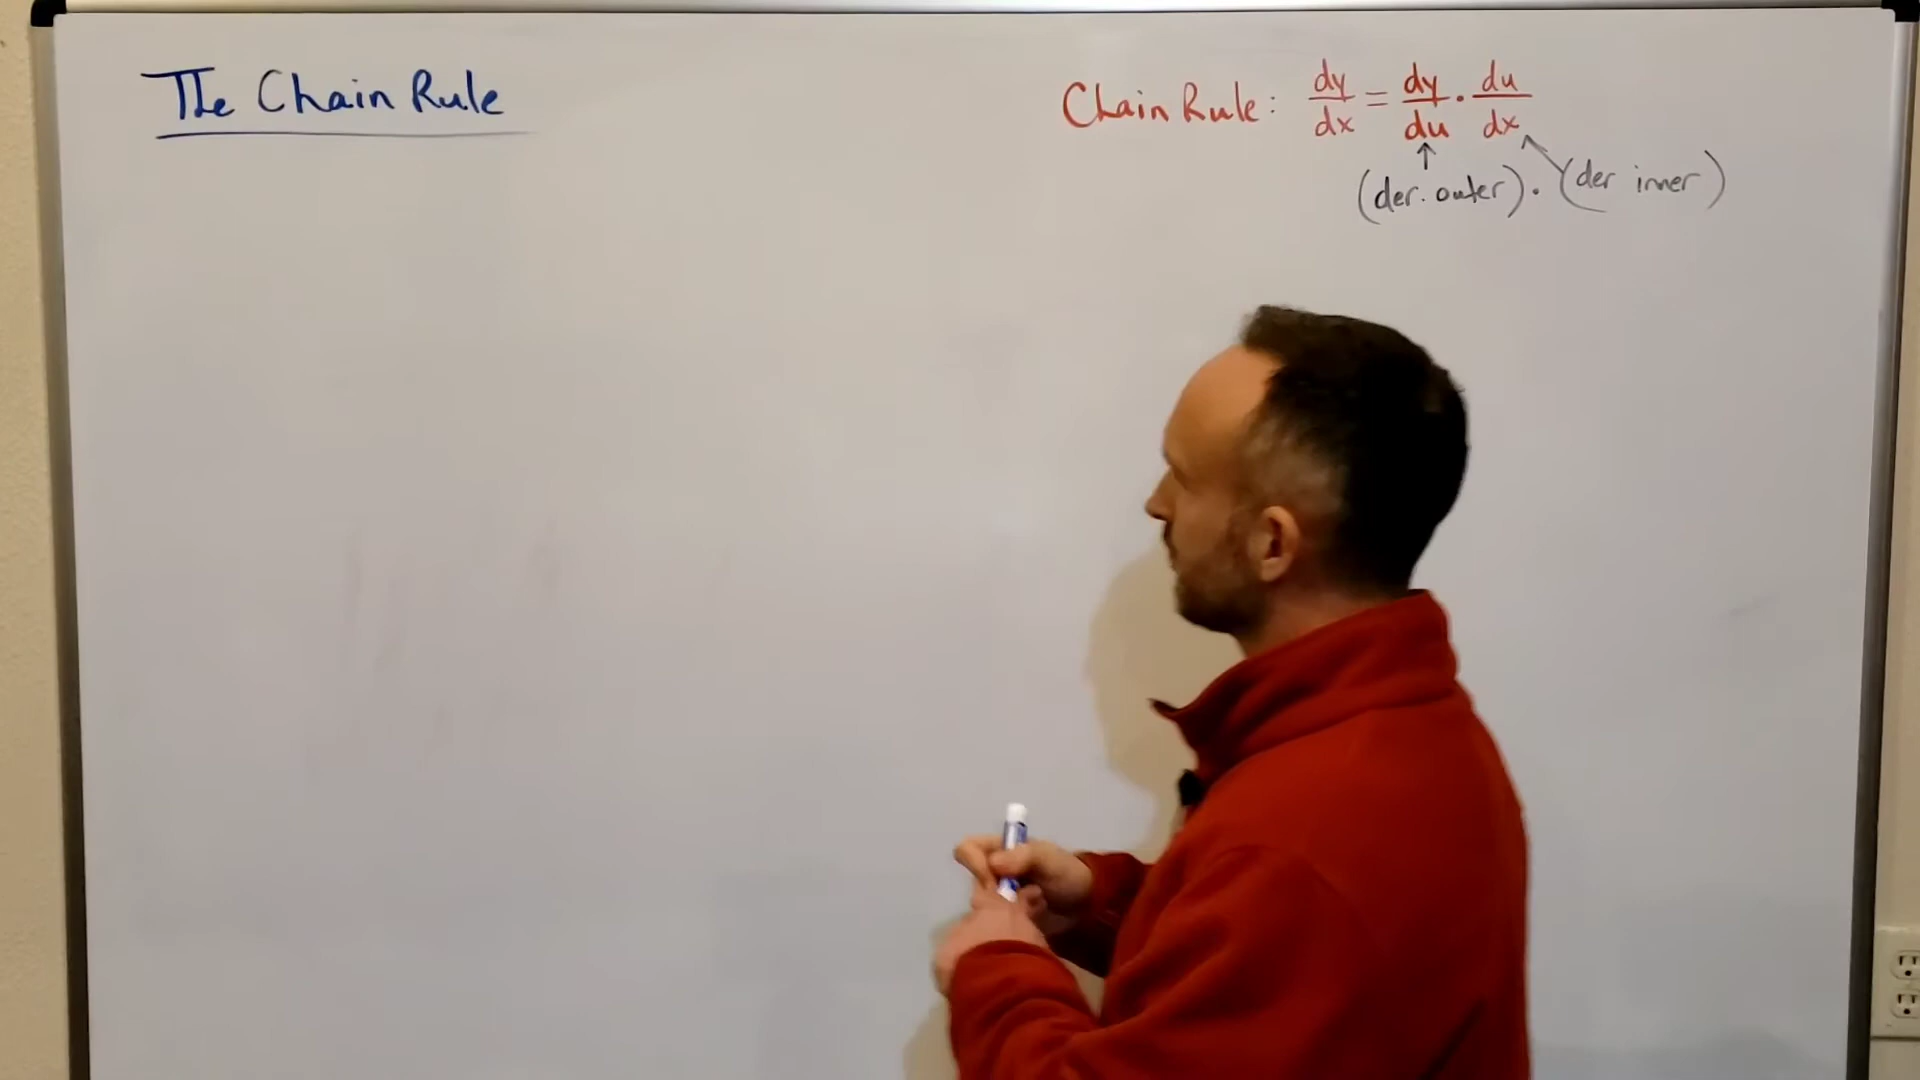 The Chain Rule
Chain Rule: dy/dx = dy/du · du/dx
(der. outer) · (der inner)